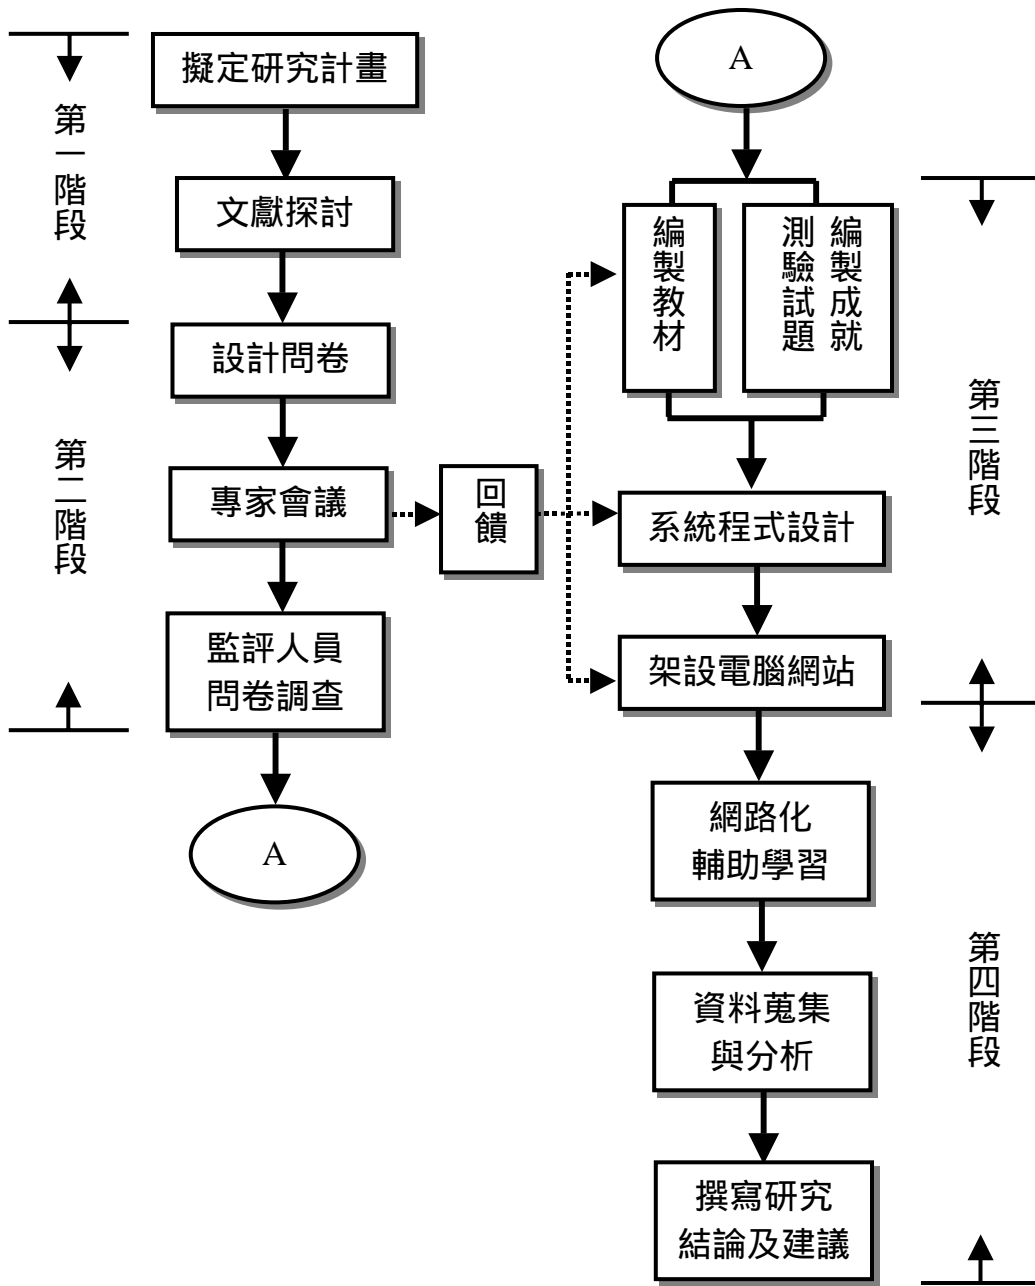 第一階段
擬定研究計畫
文獻探討
第二階段
設計問卷
專家會議
回饋
監評人員
問卷調查
A
A
第三階段
編製教材
編製成就
測驗試題
系統程式設計
架設電腦網站
第四階段
網路化
輔助學習
資料蒐集
與分析
撰寫研究
結論及建議